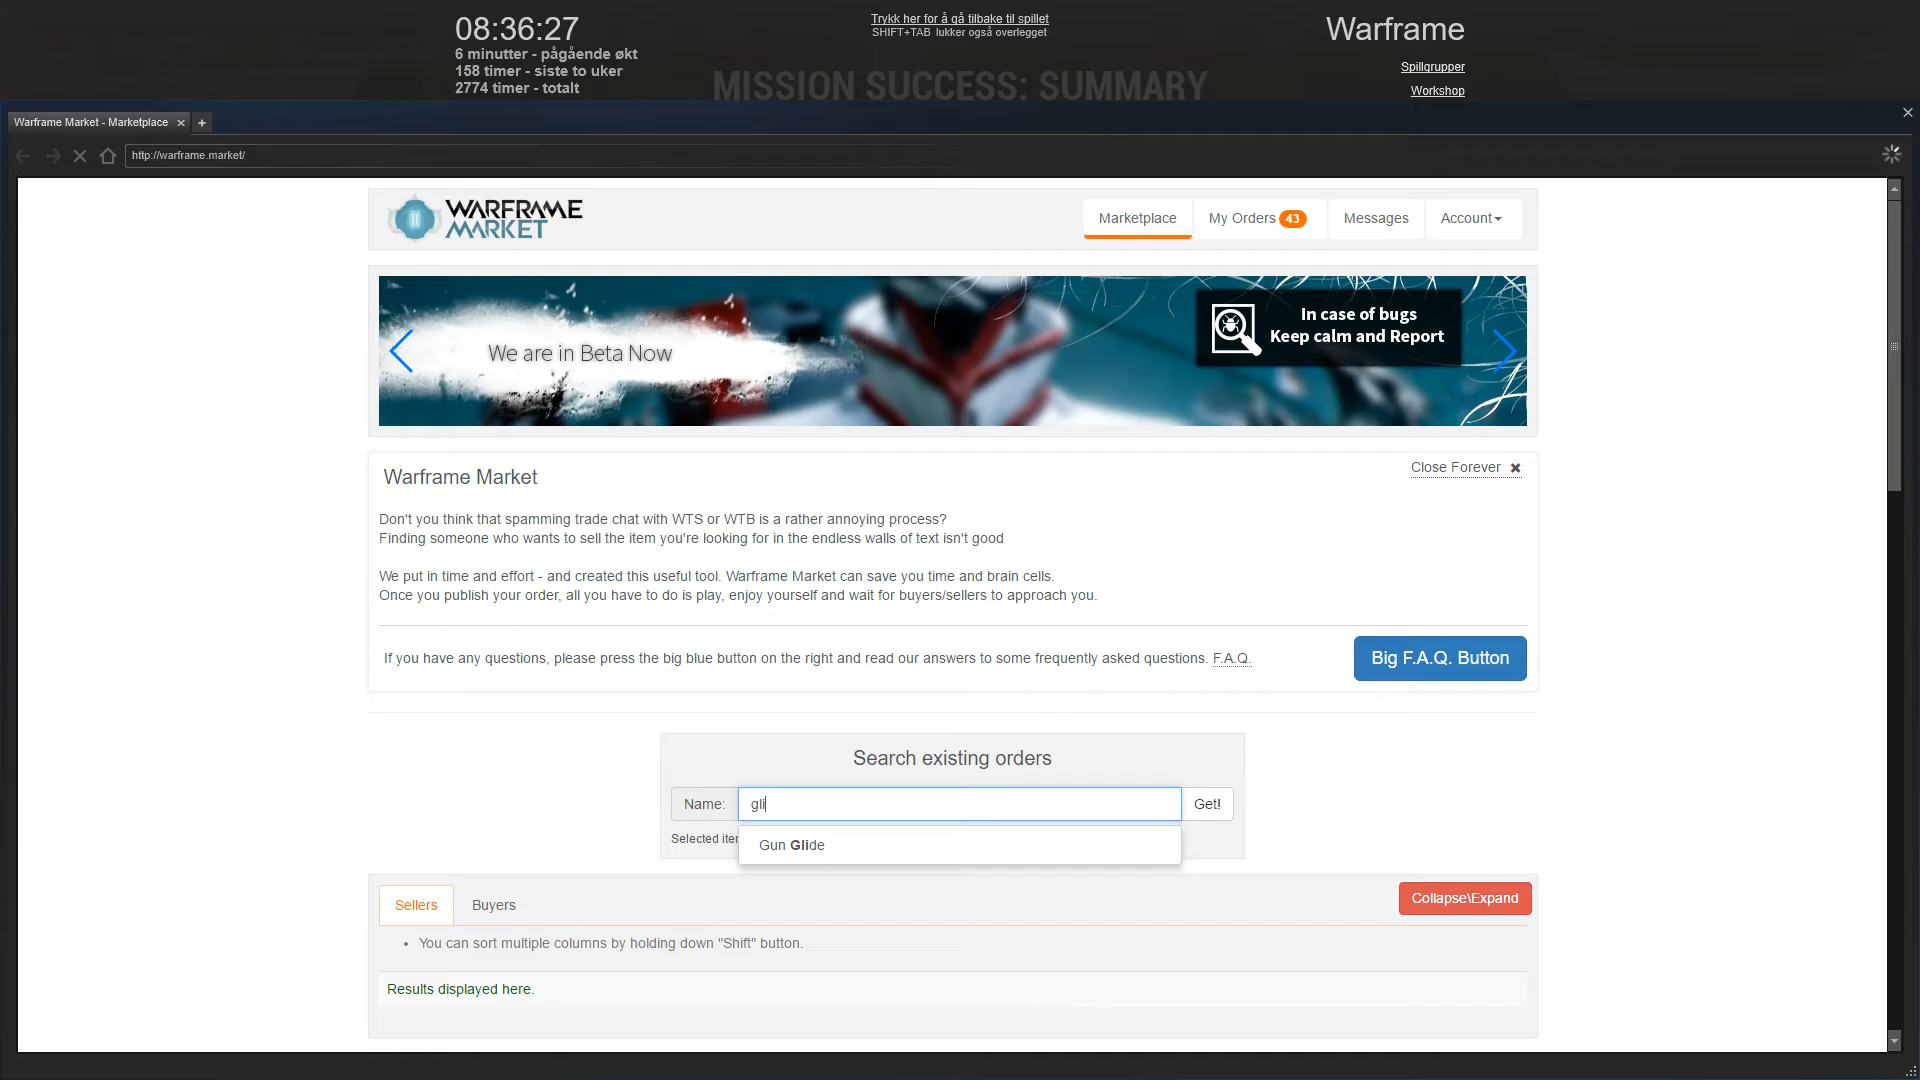 08:36:27
6 minutter - pågående økt
158 timer - siste to uker
2774 timer - totalt
Trykk her for å gå tilbake til spillet
SHIFT+TAB lukker også overlegget
MISSION SUCCESS: SUMMARY
Warframe
Spillgrupper
Workshop
Warframe Market - Marketplace
http://warframe.market/
WARFRAME
MARKET
Marketplace
My Orders 43
Messages
Account
We are in Beta Now
In case of bugs
Keep calm and Report
Warframe Market
Close Forever
Don't you think that spamming trade chat with WTS or WTB is a rather annoying process?
Finding someone who wants to sell the item you're looking for in the endless walls of text isn't good
We put in time and effort - and created this useful tool. Warframe Market can save you time and brain cells.
Once you publish your order, all you have to do is play, enjoy yourself and wait for buyers/sellers to approach you.
If you have any questions, please press the big blue button on the right and read our answers to some frequently asked questions. F.A.Q.
Big F.A.Q. Button
Search existing orders
Name:
gli
Get!
Selected iter
Gun Glide
Sellers
Buyers
Collapse\Expand
• You can sort multiple columns by holding down "Shift" button.
Results displayed here.